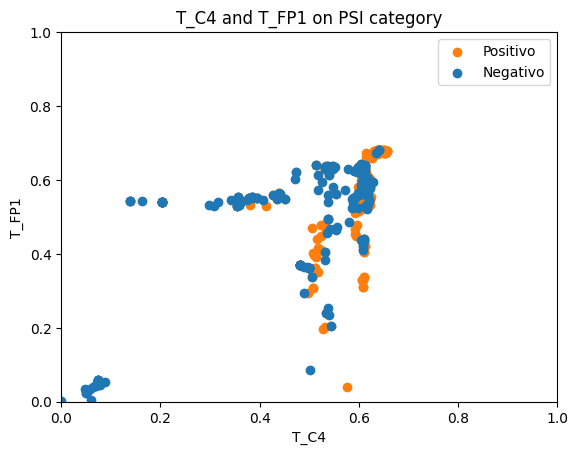 T_C4 and T_FP1 on PSI category
1.0
0.8
0.6
0.4
0.2
0.0
T_FP1
Positivo
Negativo
0.0 0.2 0.4 0.6 0.8 1.0
T_C4